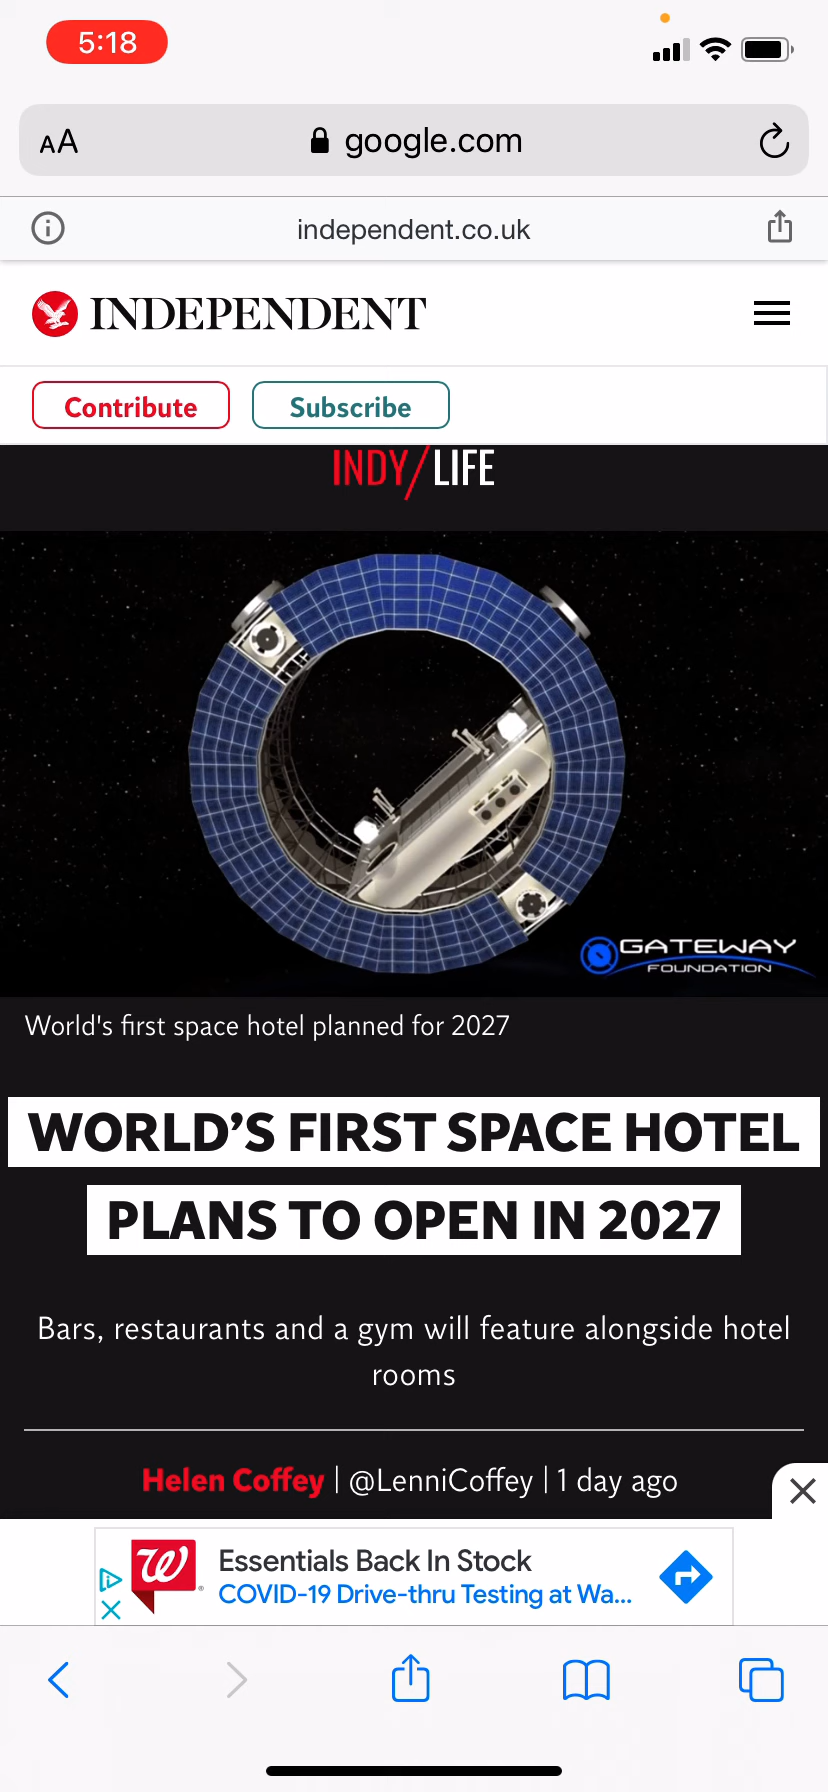 5:18
AA google.com
independent.co.uk
INDEPENDENT
Contribute Subscribe
INDY/LIFE
GATEWAY
FOUNDATION
World's first space hotel planned for 2027
WORLD’S FIRST SPACE HOTEL
PLANS TO OPEN IN 2027
Bars, restaurants and a gym will feature alongside hotel
rooms
Helen Coffey | @LenniCoffey | 1 day ago
W
Essentials Back In Stock
COVID-19 Drive-thru Testing at Wa...